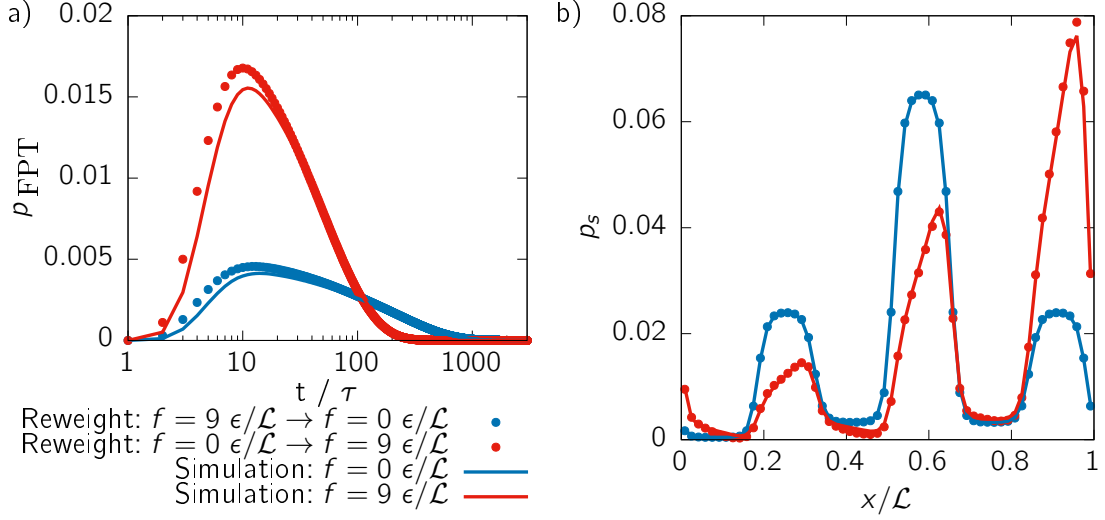 a)
0.02
0.015
0.01
0.005
0
p FPT
1 10 100 1000
t / τ
Reweight: f = 9 ϵ/ℒ → f = 0 ϵ/ℒ
Reweight: f = 0 ϵ/ℒ → f = 9 ϵ/ℒ
Simulation: f = 0 ϵ/ℒ
Simulation: f = 9 ϵ/ℒ
b)
0.08
0.06
0.04
0.02
0
pₛ
0 0.2 0.4 0.6 0.8 1
x/ℒ